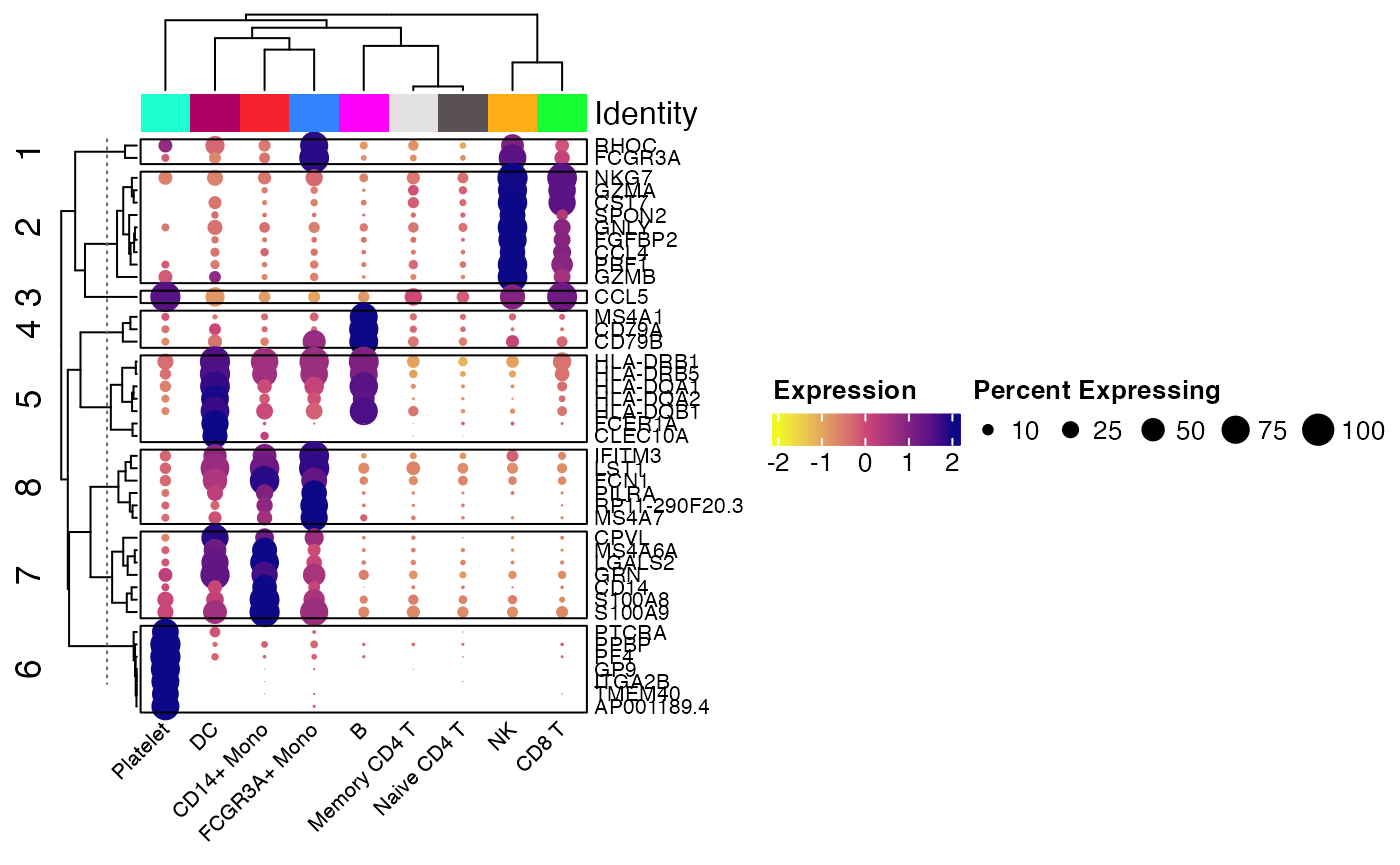 Identity
1
RHOC
FCGR3A
2
NKG7
GZMA
CST7
SPON2
GNLY
FGFBP2
CCL4
PRF1
GZMB
3
CCL5
4
MS4A1
CD79A
CD79B
5
HLA-DRB1
HLA-DRB5
HLA-DQA1
HLA-DQA2
HLA-DQB1
FCER1A
CLEC10A
8
IFITM3
LST1
FCN1
PILRA
RP11-290F20.3
MS4A7
7
CPVL
MS4A6A
LGALS2
GRN
CD14
S100A8
S100A9
6
PTCRA
PPBP
PF4
GP9
ITGA2B
TMEM40
AP001189.4
Platelet
DC
CD14+ Mono
FCGR3A+ Mono
B
Memory CD4 T
Naive CD4 T
NK
CD8 T
Expression
-2 -1 0 1 2
Percent Expressing
10 25 50 75 100